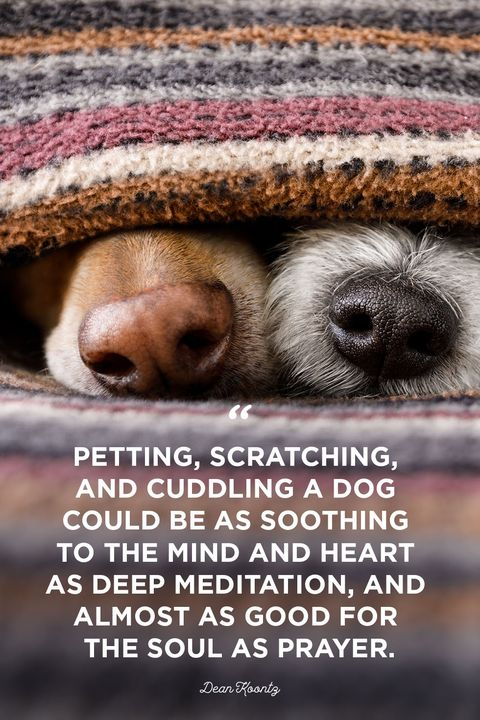 “
PETTING, SCRATCHING,
AND CUDDLING A DOG
COULD BE AS SOOTHING
TO THE MIND AND HEART
AS DEEP MEDITATION, AND
ALMOST AS GOOD FOR
THE SOUL AS PRAYER.
Dean Koontz